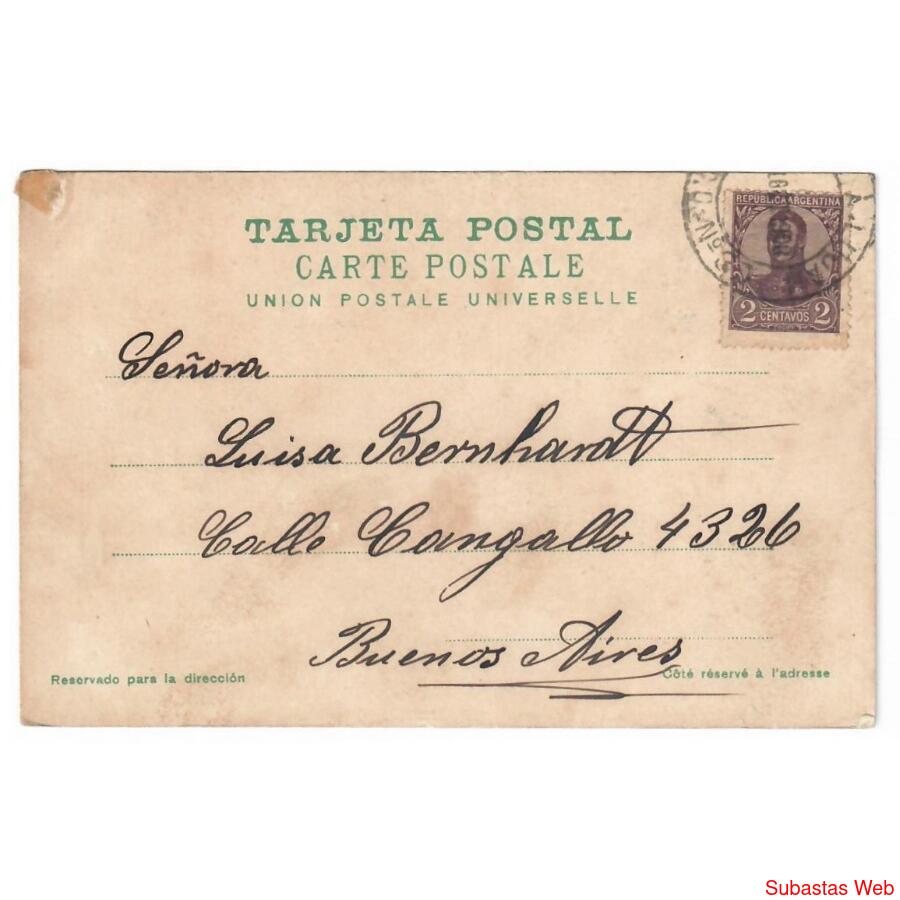 TARJETA POSTAL
CARTE POSTALE
UNION POSTALE UNIVERSELLE
REPUBLICA ARGENTINA
2 CENTAVOS 2
Señora
Luisa Bernhardt
Calle Cangallo 4326
Buenos Aires
Reservado para la dirección
Côté réservé à l'adresse
Subastas Web